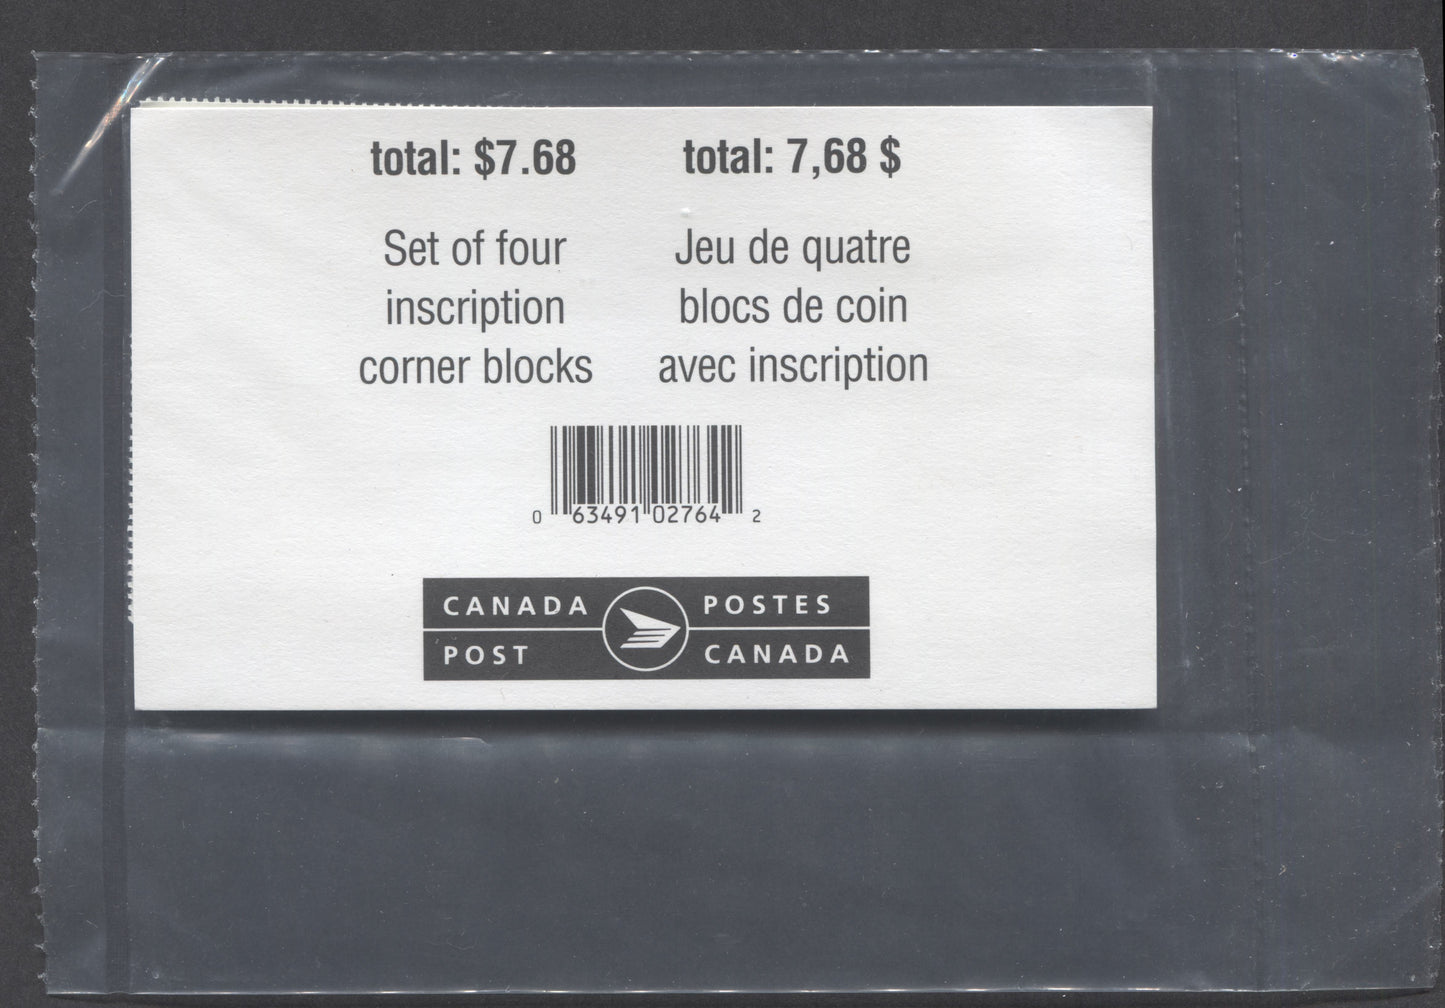 total: $7.68
Set of four
inscription
corner blocks
total: 7,68 $
Jeu de quatre
blocs de coin
avec inscription
0 63491 02764 2
CANADA
POST
POSTES
CANADA